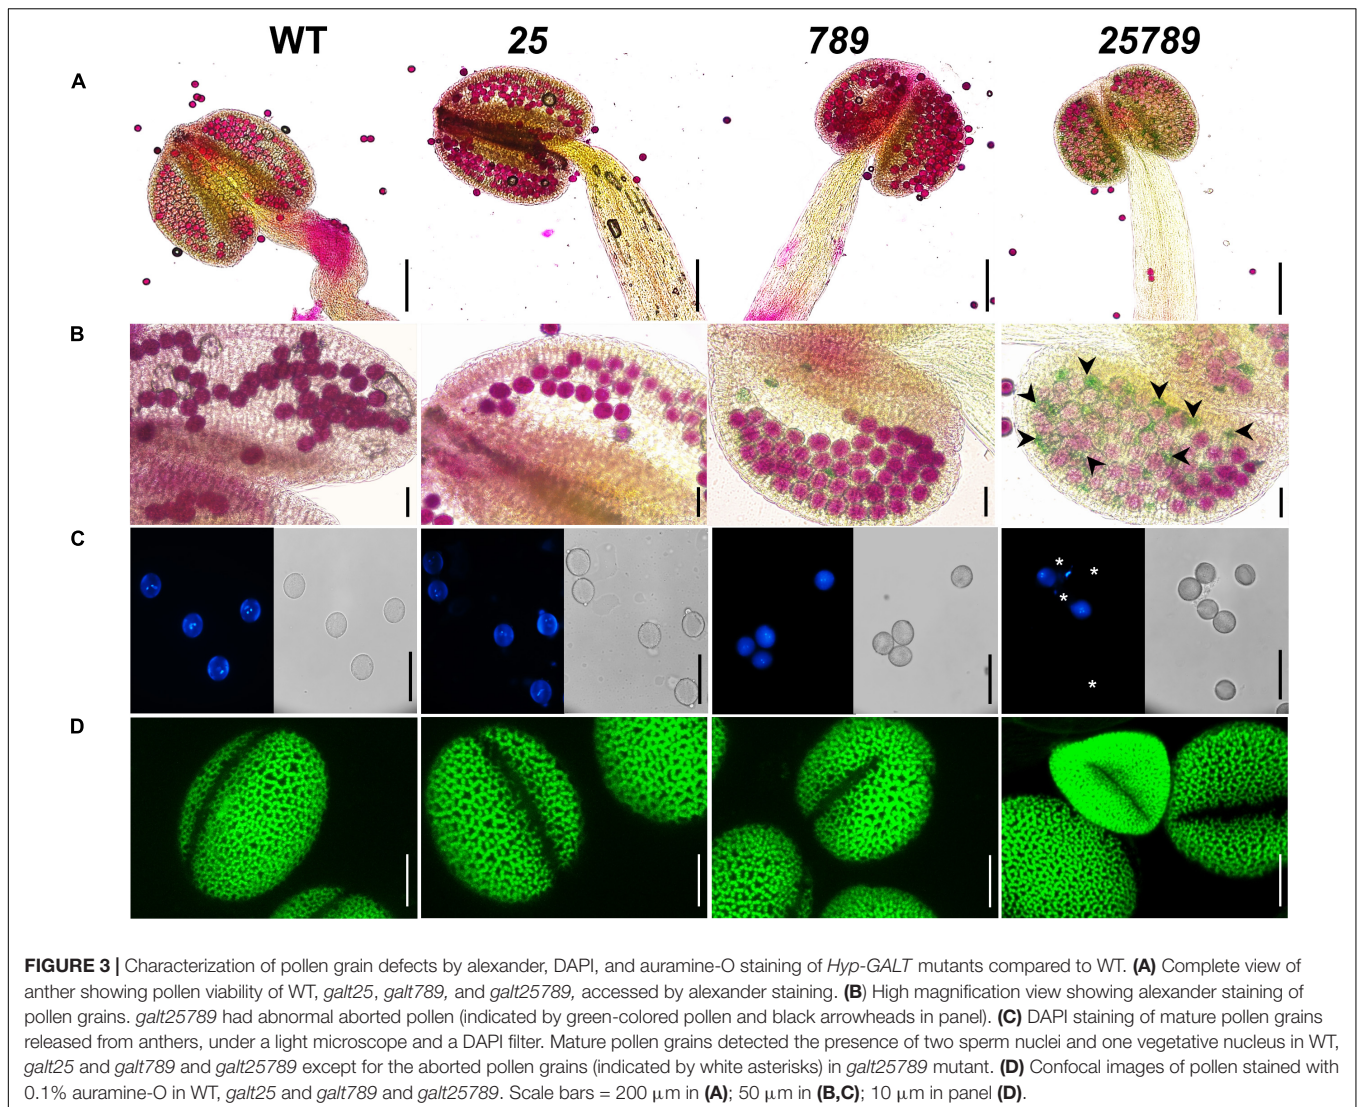 WT 25 789 25789
A
B
C
D
FIGURE 3 | Characterization of pollen grain defects by alexander, DAPI, and auramine-O staining of Hyp-GALT mutants compared to WT. (A) Complete view of
anther showing pollen viability of WT, galt25, galt789, and galt25789, accessed by alexander staining. (B) High magnification view showing alexander staining of
pollen grains. galt25789 had abnormal aborted pollen (indicated by green-colored pollen and black arrowheads in panel). (C) DAPI staining of mature pollen grains
released from anthers, under a light microscope and a DAPI filter. Mature pollen grains detected the presence of two sperm nuclei and one vegetative nucleus in WT,
galt25 and galt789 and galt25789 except for the aborted pollen grains (indicated by white asterisks) in galt25789 mutant. (D) Confocal images of pollen stained with
0.1% auramine-O in WT, galt25 and galt789 and galt25789. Scale bars = 200 μm in (A); 50 μm in (B,C); 10 μm in panel (D).